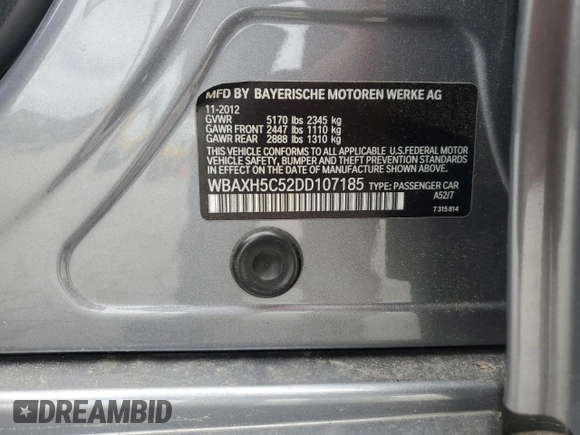 MFD BY BAYERISCHE MOTOREN WERKE AG
11-2012
GVWR 5170 lbs 2345 kg
GAWR FRONT 2447 lbs 1110 kg
GAWR REAR 2888 lbs 1310 kg
THIS VEHICLE CONFORMS TO ALL APPLICABLE U.S.FEDERAL MOTOR
VEHICLE SAFETY, BUMPER AND THEFT PREVENTION STANDARDS
IN EFFECT ON THE DATE OF MANUFACTURE SHOWN ABOVE.
WBAXH5C52DD107185 TYPE: PASSENGER CAR
A52/7
7 315 814
DREAMBID